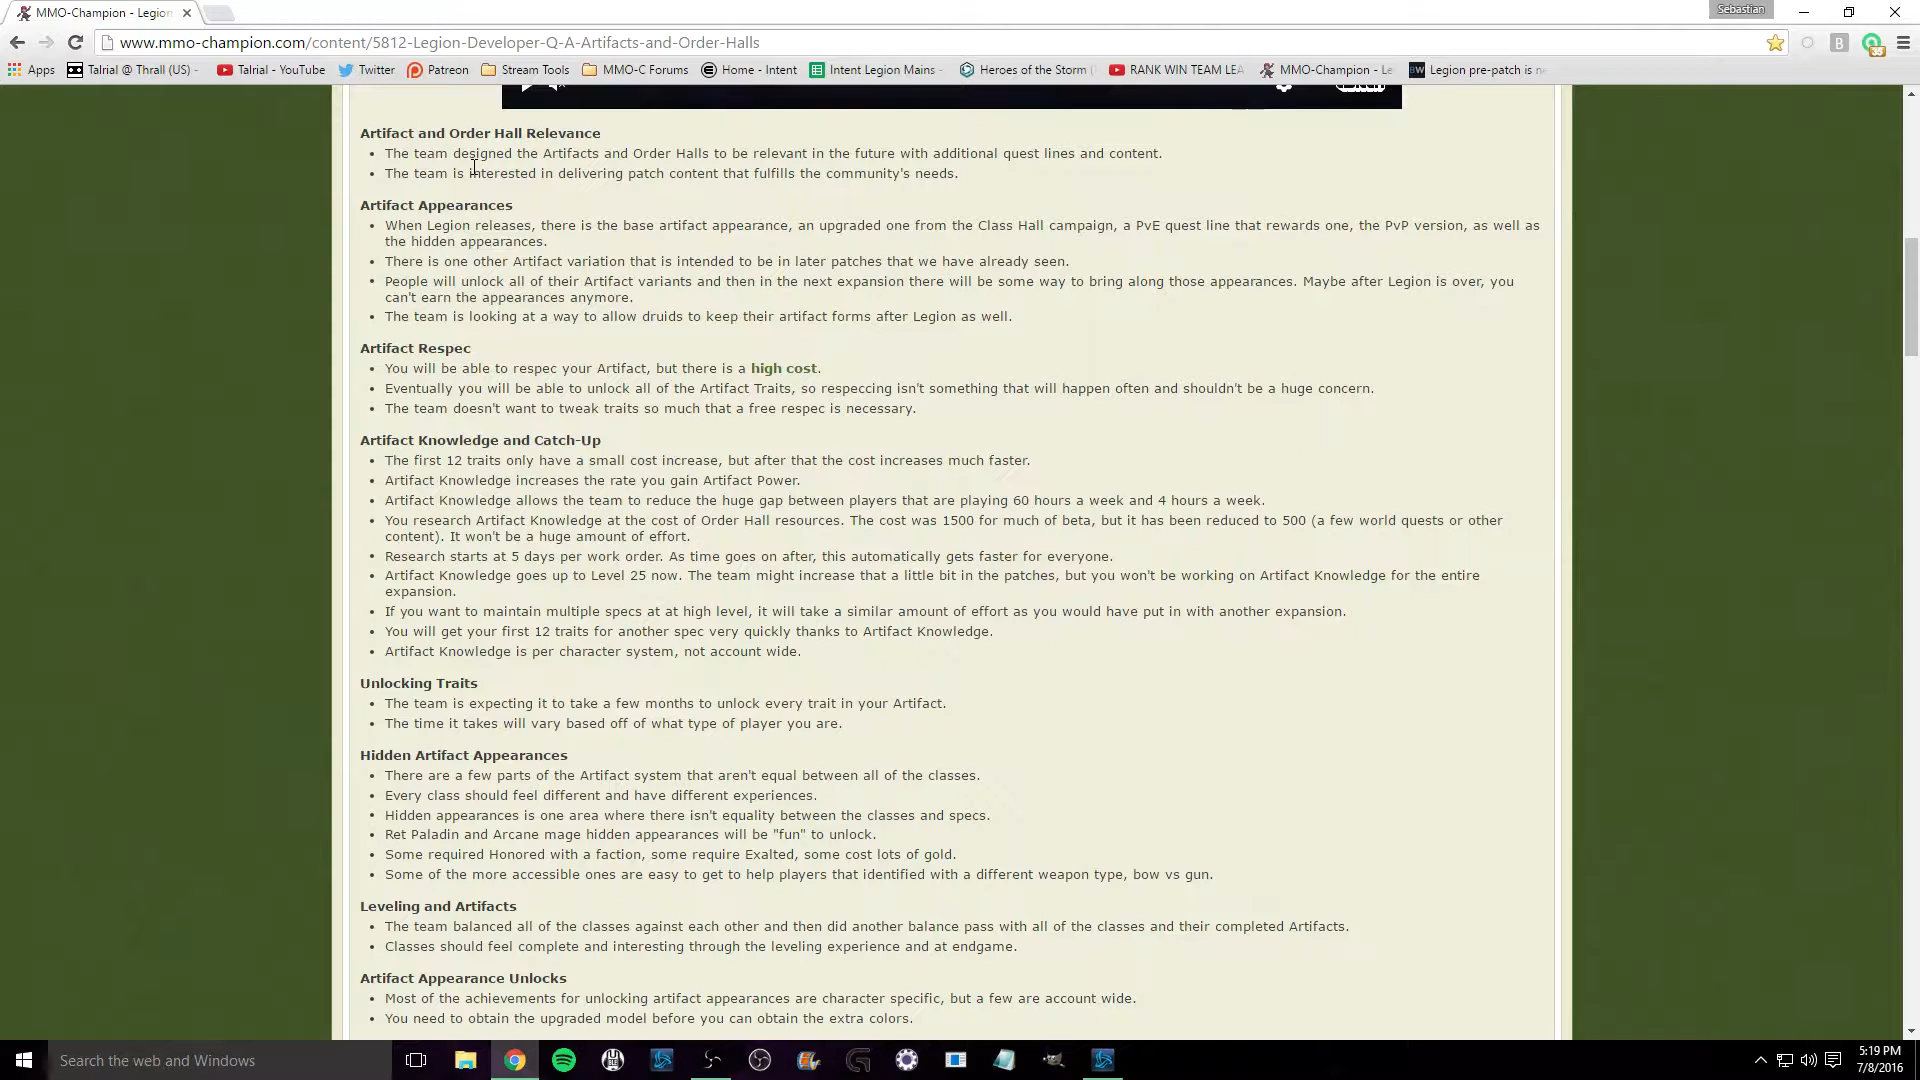 MMO-Champion - Legion
Sebastian
www.mmo-champion.com/content/5812-Legion-Developer-Q-A-Artifacts-and-Order-Halls
Apps Talrial @ Thrall (US) - Talrial - YouTube Twitter Patreon Stream Tools MMO-C Forums Home - Intent Intent Legion Mains - Heroes of the Storm RANK WIN TEAM LEA MMO-Champion - Le Legion pre-patch is n
Artifact and Order Hall Relevance
• The team designed the Artifacts and Order Halls to be relevant in the future with additional quest lines and content.
• The team is interested in delivering patch content that fulfills the community's needs.
Artifact Appearances
• When Legion releases, there is the base artifact appearance, an upgraded one from the Class Hall campaign, a PvE quest line that rewards one, the PvP version, as well as
the hidden appearances.
• There is one other Artifact variation that is intended to be in later patches that we have already seen.
• People will unlock all of their Artifact variants and then in the next expansion there will be some way to bring along those appearances. Maybe after Legion is over, you
can't earn the appearances anymore.
• The team is looking at a way to allow druids to keep their artifact forms after Legion as well.
Artifact Respec
• You will be able to respec your Artifact, but there is a high cost.
• Eventually you will be able to unlock all of the Artifact Traits, so respeccing isn't something that will happen often and shouldn't be a huge concern.
• The team doesn't want to tweak traits so much that a free respec is necessary.
Artifact Knowledge and Catch-Up
• The first 12 traits only have a small cost increase, but after that the cost increases much faster.
• Artifact Knowledge increases the rate you gain Artifact Power.
• Artifact Knowledge allows the team to reduce the huge gap between players that are playing 60 hours a week and 4 hours a week.
• You research Artifact Knowledge at the cost of Order Hall resources. The cost was 1500 for much of beta, but it has been reduced to 500 (a few world quests or other
content). It won't be a huge amount of effort.
• Research starts at 5 days per work order. As time goes on after, this automatically gets faster for everyone.
• Artifact Knowledge goes up to Level 25 now. The team might increase that a little bit in the patches, but you won't be working on Artifact Knowledge for the entire
expansion.
• If you want to maintain multiple specs at at high level, it will take a similar amount of effort as you would have put in with another expansion.
• You will get your first 12 traits for another spec very quickly thanks to Artifact Knowledge.
• Artifact Knowledge is per character system, not account wide.
Unlocking Traits
• The team is expecting it to take a few months to unlock every trait in your Artifact.
• The time it takes will vary based off of what type of player you are.
Hidden Artifact Appearances
• There are a few parts of the Artifact system that aren't equal between all of the classes.
• Every class should feel different and have different experiences.
• Hidden appearances is one area where there isn't equality between the classes and specs.
• Ret Paladin and Arcane mage hidden appearances will be "fun" to unlock.
• Some required Honored with a faction, some require Exalted, some cost lots of gold.
• Some of the more accessible ones are easy to get to help players that identified with a different weapon type, bow vs gun.
Leveling and Artifacts
• The team balanced all of the classes against each other and then did another balance pass with all of the classes and their completed Artifacts.
• Classes should feel complete and interesting through the leveling experience and at endgame.
Artifact Appearance Unlocks
• Most of the achievements for unlocking artifact appearances are character specific, but a few are account wide.
• You need to obtain the upgraded model before you can obtain the extra colors.
Search the web and Windows
5:19 PM
7/8/2016